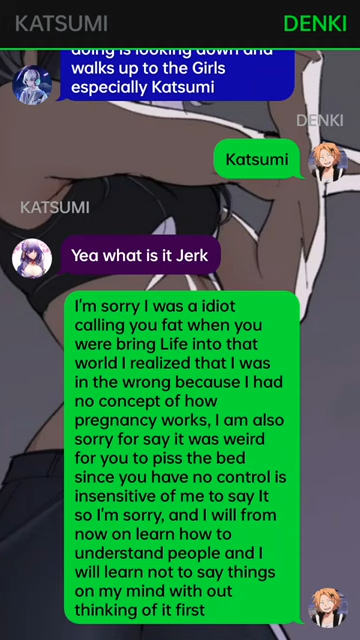 KATSUMI
DENKI
doing is looking down and
walks up to the Girls
especially Katsumi
DENKI
Katsumi
KATSUMI
Yea what is it Jerk
I'm sorry I was a idiot
calling you fat when you
were bring Life into that
world I realized that I was
in the wrong because I had
no concept of how
pregnancy works, I am also
sorry for say it was weird
for you to piss the bed
since you have no control is
insensitive of me to say It
so I'm sorry, and I will from
now on learn how to
understand people and I
will learn not to say things
on my mind with out
thinking of it first